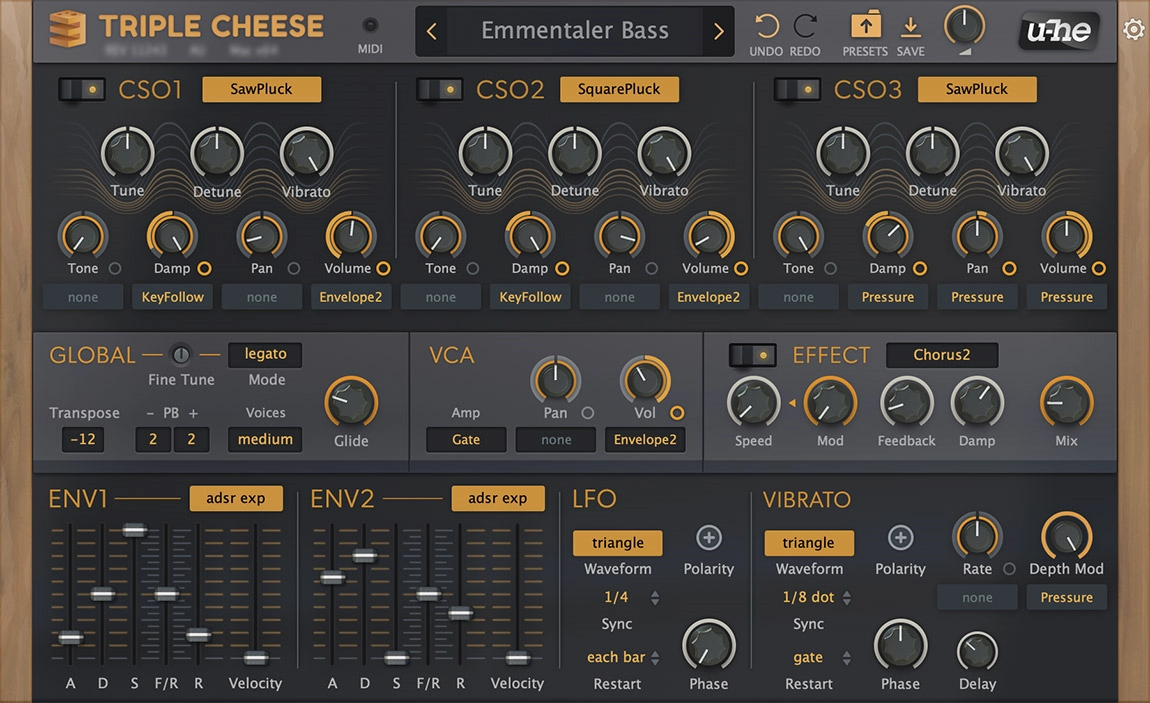 TRIPLE CHEESE
MIDI
Emmentaler Bass
UNDO REDO
PRESETS SAVE
u-he
CSO1 SawPluck
Tune Detune Vibrato
Tone Damp Pan Volume
none KeyFollow none Envelope2
CSO2 SquarePluck
Tune Detune Vibrato
Tone Damp Pan Volume
none KeyFollow none Envelope2
CSO3 SawPluck
Tune Detune Vibrato
Tone Damp Pan Volume
none Pressure Pressure Pressure
GLOBAL legato
Fine Tune Mode
Transpose - PB + Voices
-12 2 2 medium
Glide
VCA
Amp Pan Vol
Gate none Envelope2
EFFECT Chorus2
Speed Mod Feedback Damp Mix
ENV1 adsr exp
A D S F/R R Velocity
ENV2 adsr exp
A D S F/R R Velocity
LFO
triangle
Waveform Polarity
1/4
Sync
each bar
Restart Phase
VIBRATO
triangle
Waveform Polarity Rate Depth Mod
1/8 dot none Pressure
Sync
gate
Restart Phase Delay